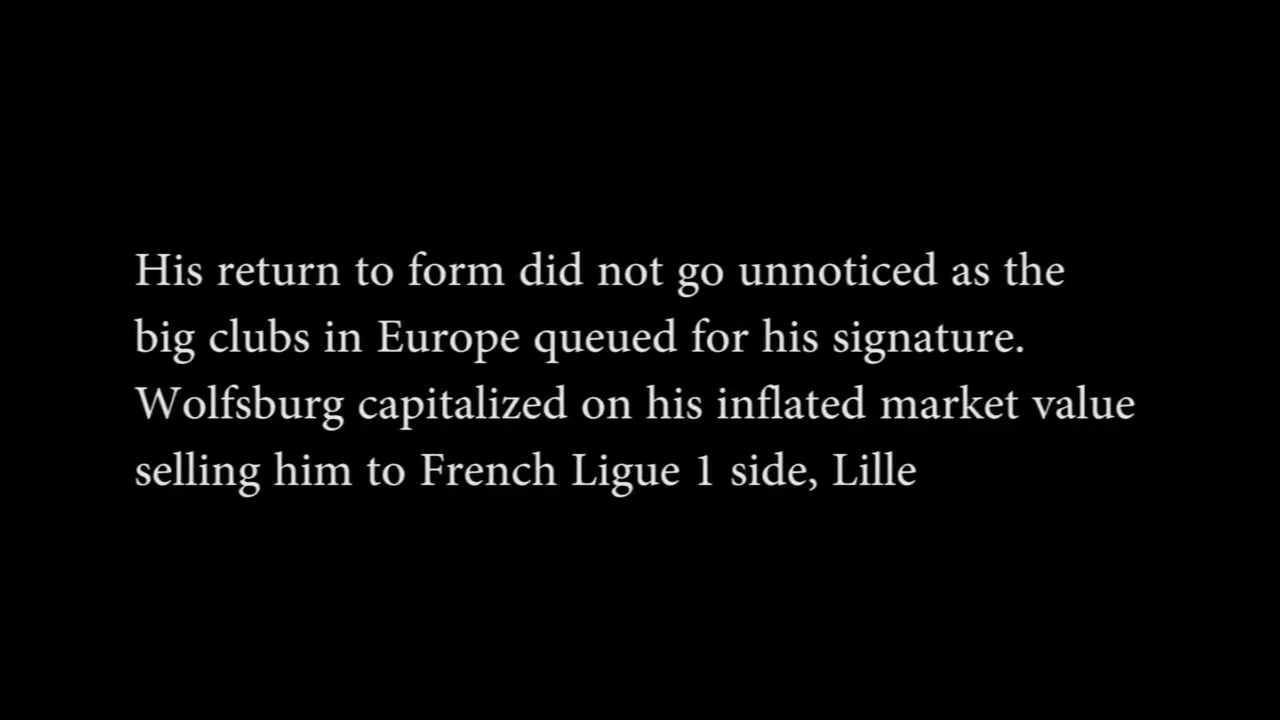 His return to form did not go unnoticed as the
big clubs in Europe queued for his signature.
Wolfsburg capitalized on his inflated market value
selling him to French Ligue 1 side, Lille